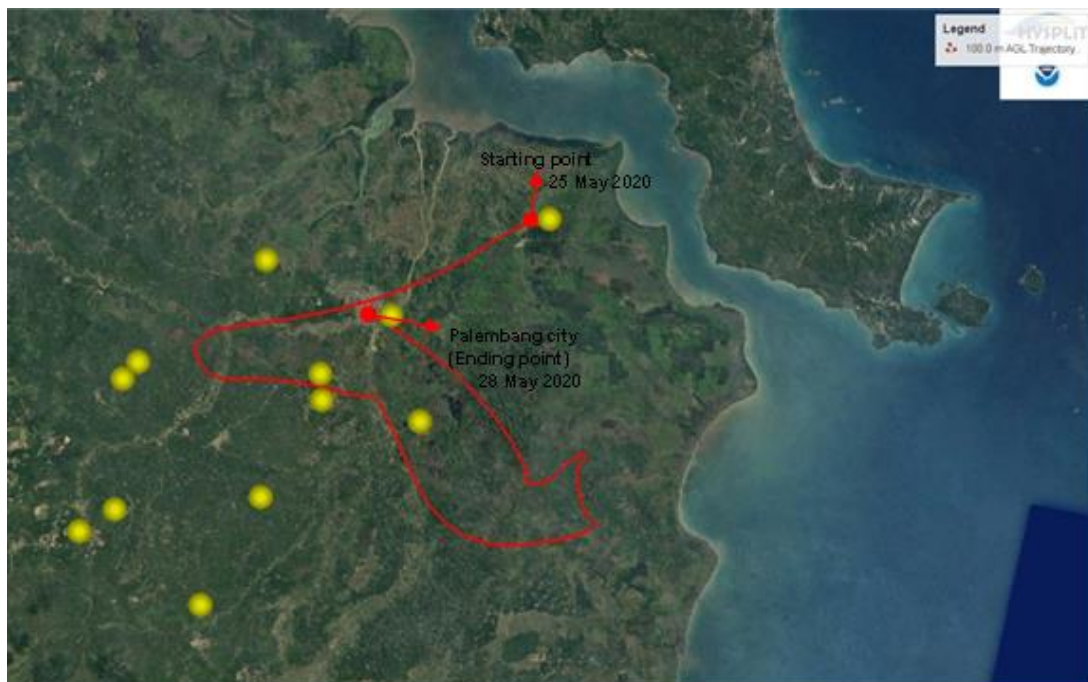 Legend
HYSPLIT
100.0 m AGL Trajectory
Starting point
25 May 2020
Palembang city
(Ending point)
28 May 2020